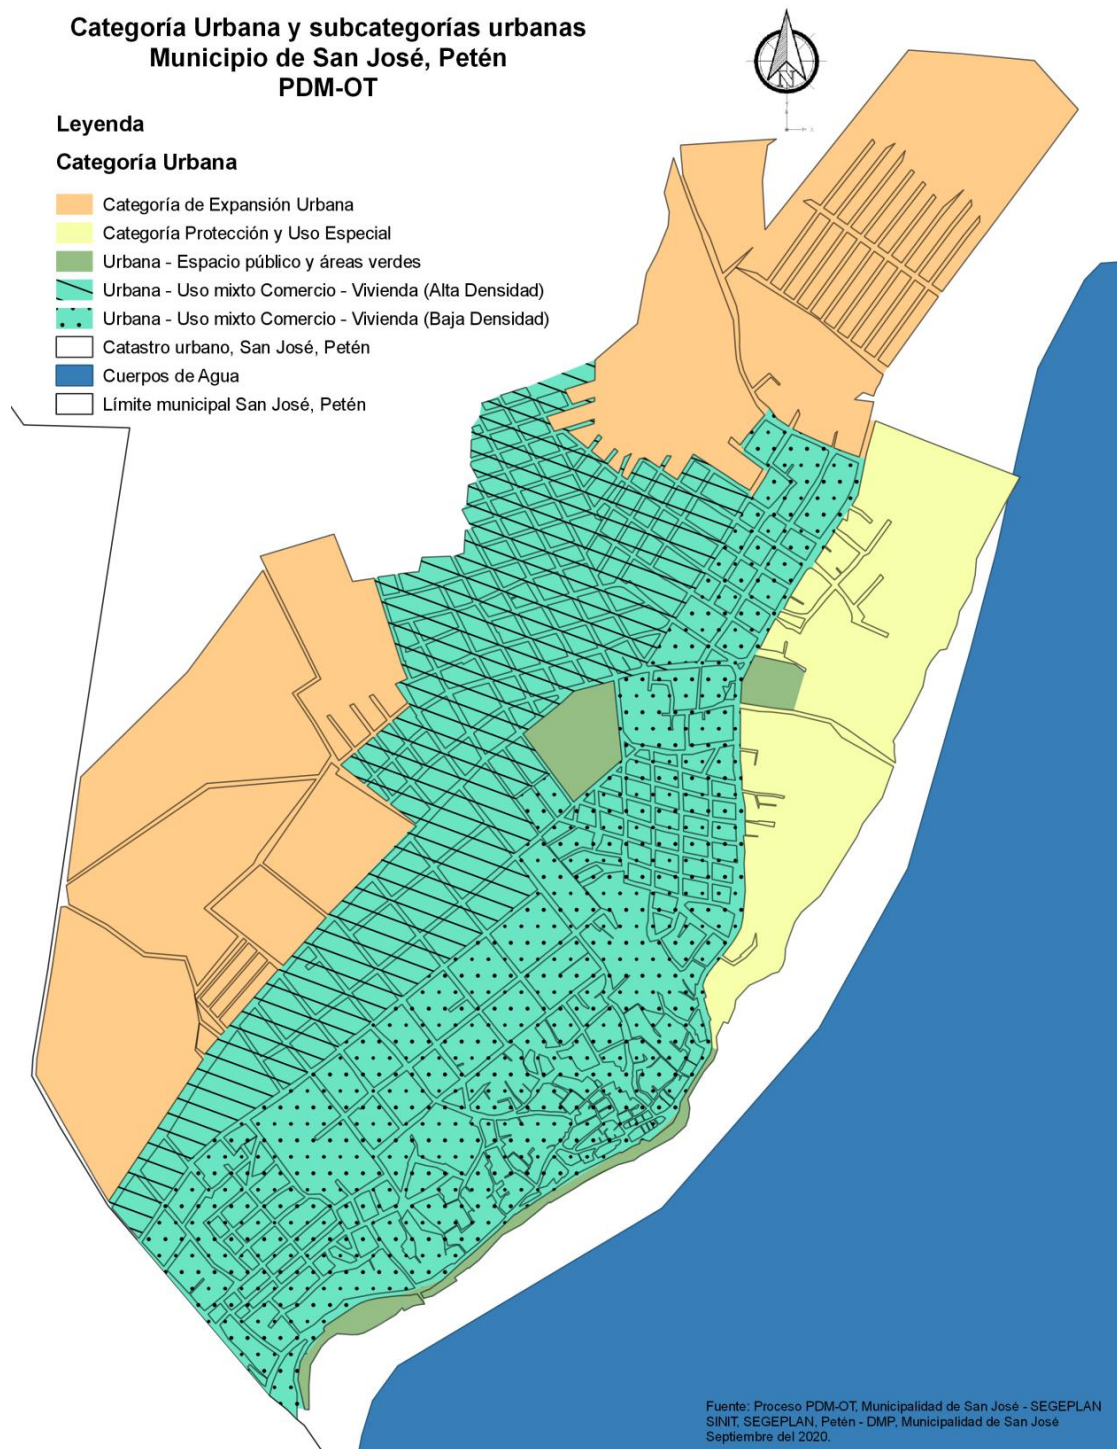 Categoría Urbana y subcategorías urbanas
Municipio de San José, Petén
PDM-OT
N
Leyenda
Categoría Urbana
Categoría de Expansión Urbana
Categoría Protección y Uso Especial
Urbana - Espacio público y áreas verdes
Urbana - Uso mixto Comercio - Vivienda (Alta Densidad)
Urbana - Uso mixto Comercio - Vivienda (Baja Densidad)
Catastro urbano, San José, Petén
Cuerpos de Agua
Límite municipal San José, Petén
Fuente: Proceso PDM-OT, Municipalidad de San José - SEGEPLAN
SINIT, SEGEPLAN, Petén - DMP, Municipalidad de San José
Septiembre del 2020.